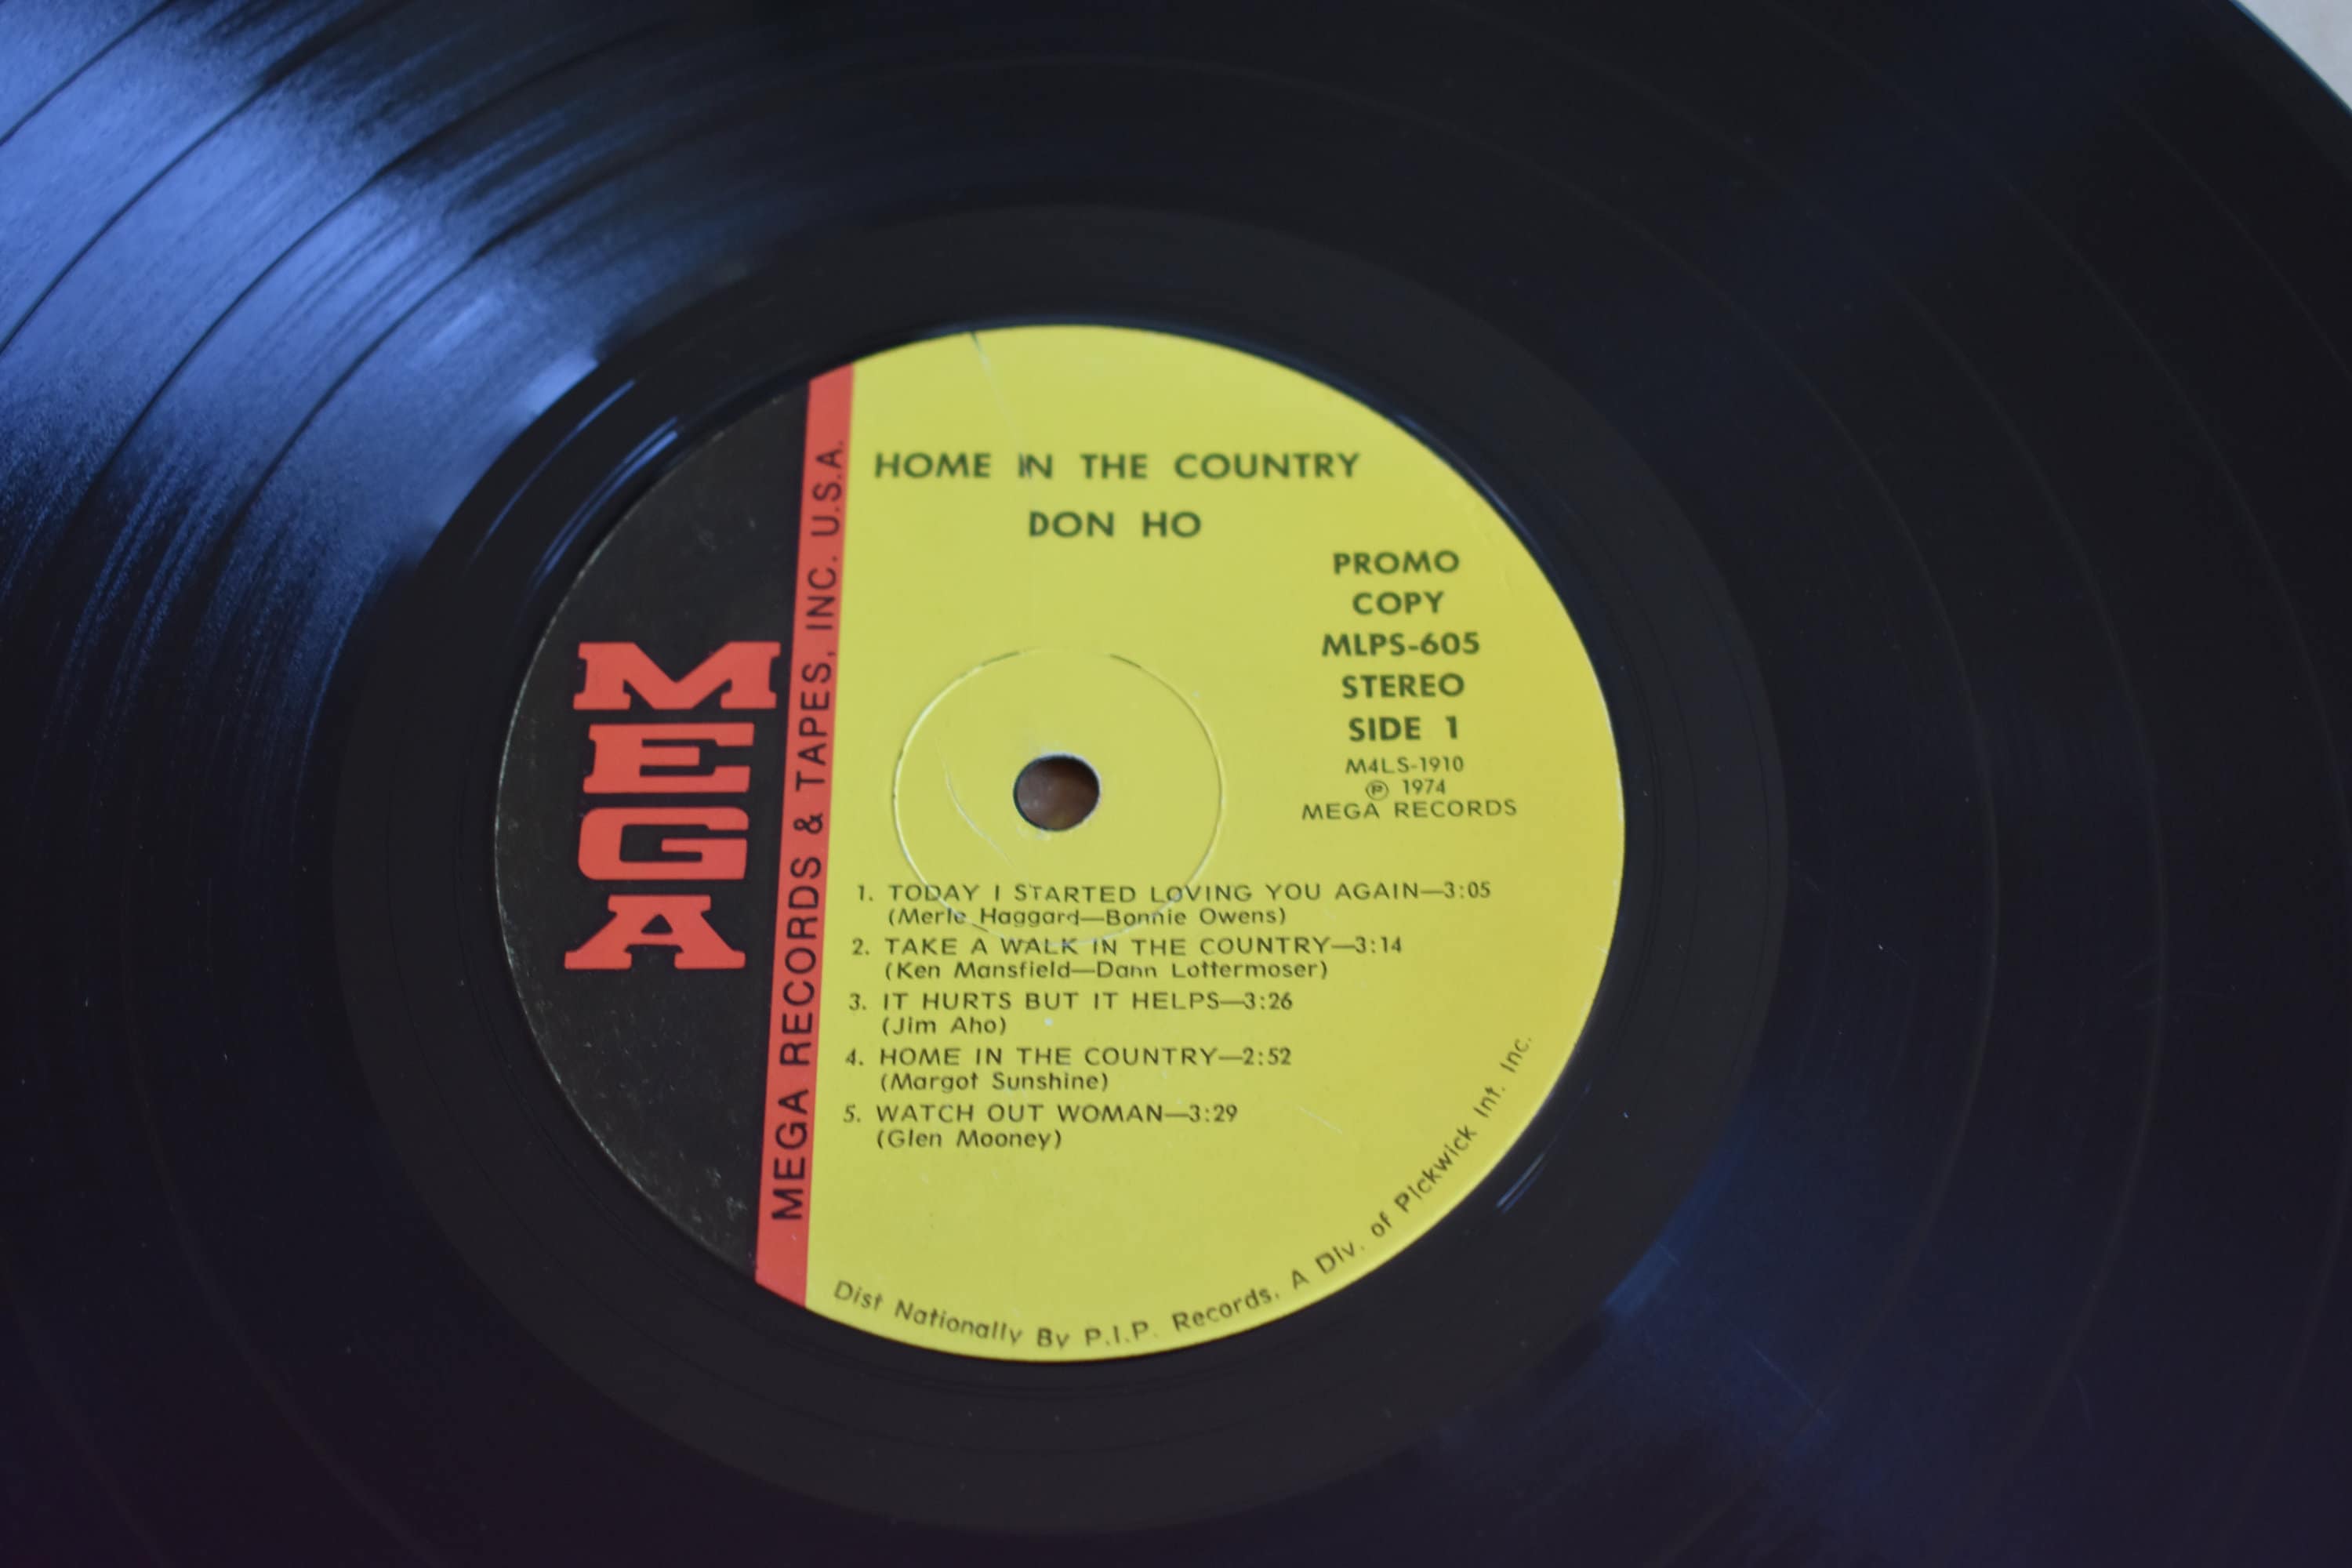 HOME IN THE COUNTRY
DON HO
PROMO
COPY
MLPS-605
STEREO
SIDE 1
M4LS-1910
Ⓟ 1974
MEGA RECORDS
MEGA
MEGA RECORDS & TAPES, INC. U.S.A.
1. TODAY I STARTED LOVING YOU AGAIN—3:05
(Merle Haggard—Bonnie Owens)
2. TAKE A WALK IN THE COUNTRY—3:14
(Ken Mansfield—Dann Lottermoser)
3. IT HURTS BUT IT HELPS—3:26
(Jim Aho)
4. HOME IN THE COUNTRY—2:52
(Margot Sunshine)
5. WATCH OUT WOMAN—3:29
(Glen Mooney)
Dist Nationally By P.I.P. Records, A Div. of Pickwick Int. Inc.